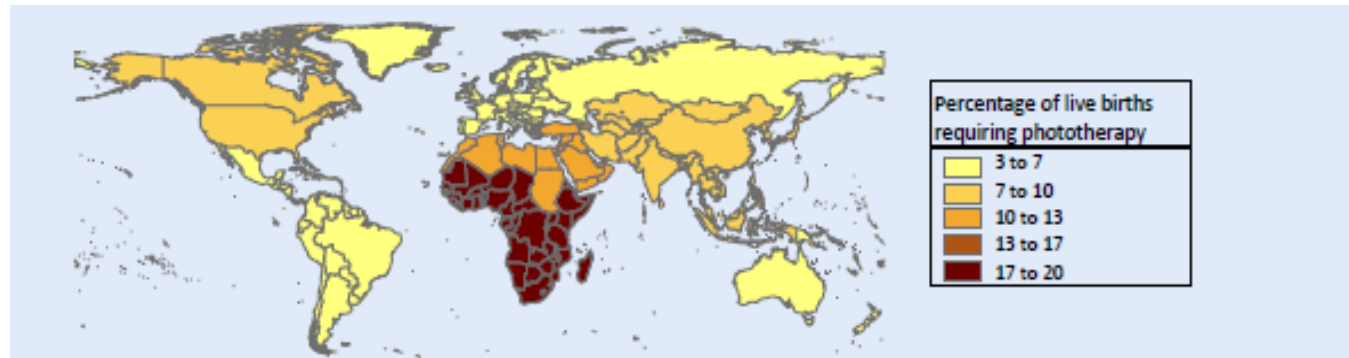 Percentage of live births
requiring phototherapy
3 to 7
7 to 10
10 to 13
13 to 17
17 to 20